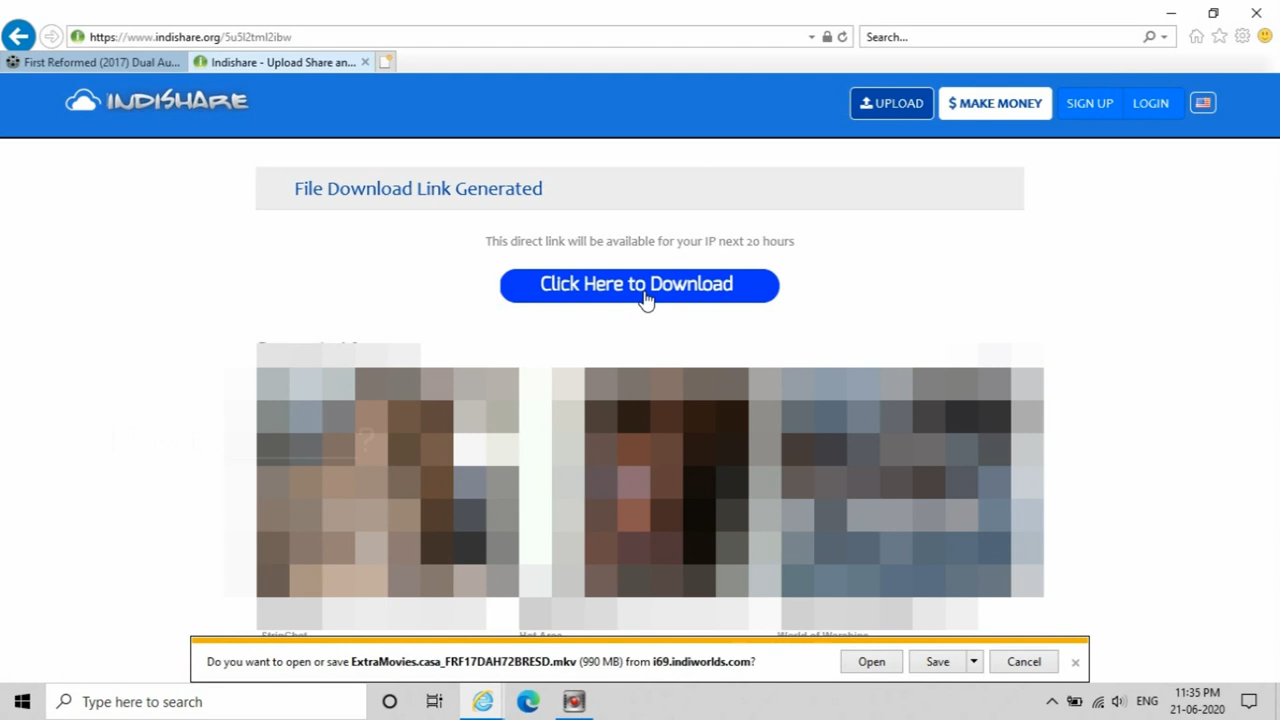 https://www.indishare.org/5u5l2tml2ibw
Search...
First Reformed (2017) Dual Au...
Indishare - Upload Share an...
INDISHARE
UPLOAD
$ MAKE MONEY
SIGN UP
LOGIN
File Download Link Generated
This direct link will be available for your IP next 20 hours
Click Here to Download
?
Do you want to open or save ExtraMovies.casa_FRF17DAH72BRESD.mkv (990 MB) from i69.indiworlds.com?
Open
Save
Cancel
Type here to search
ENG
11:35 PM
21-06-2020